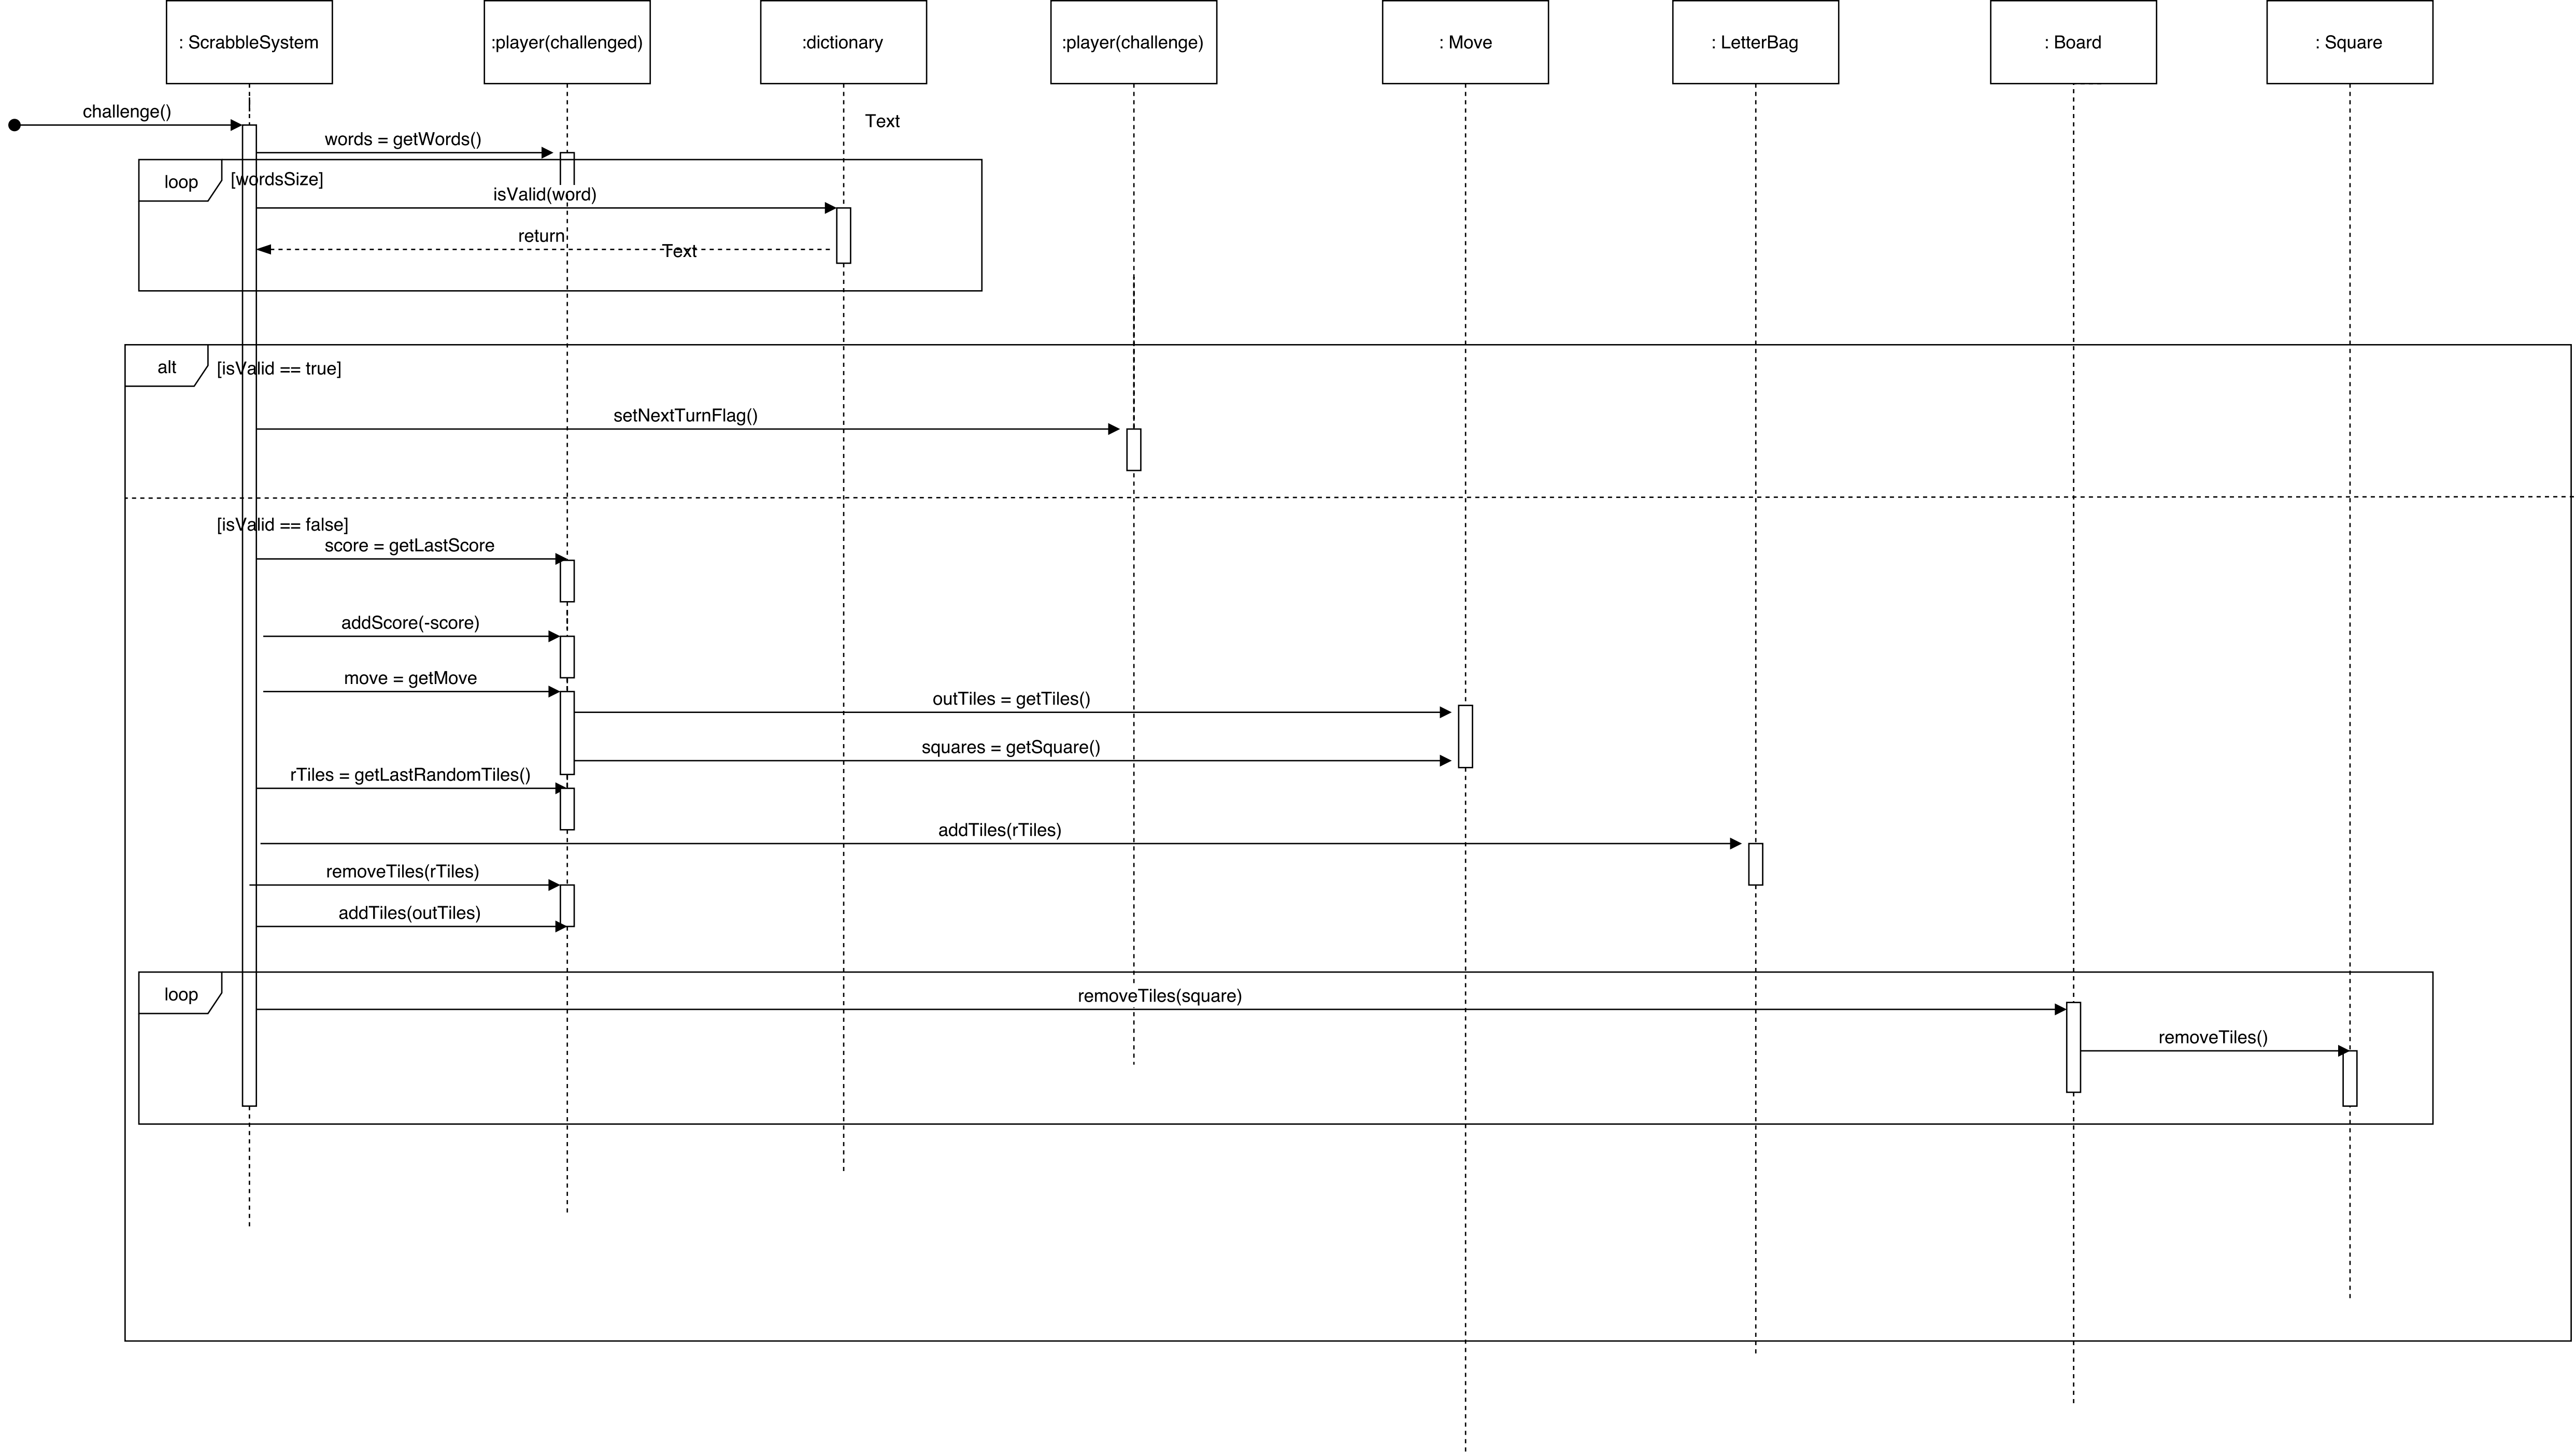 : ScrabbleSystem
:player(challenged)
:dictionary
:player(challenge)
: Move
: LetterBag
: Board
: Square
challenge()
Text
words = getWords()
loop
[wordsSize]
isValid(word)
return
Text
alt
[isValid == true]
setNextTurnFlag()
[isValid == false]
score = getLastScore
addScore(-score)
move = getMove
outTiles = getTiles()
squares = getSquare()
rTiles = getLastRandomTiles()
addTiles(rTiles)
removeTiles(rTiles)
addTiles(outTiles)
loop
removeTiles(square)
removeTiles()